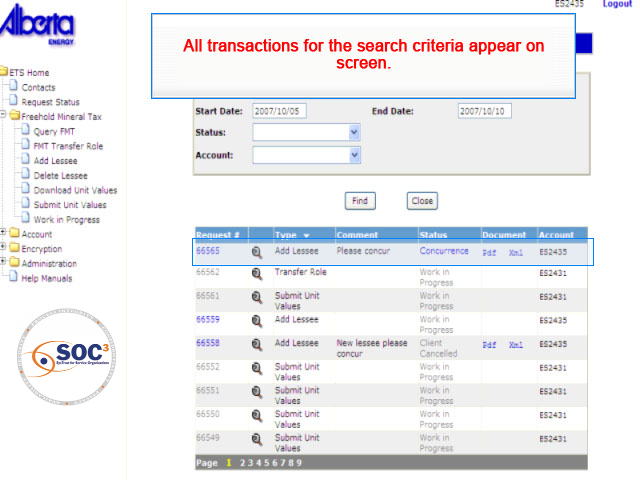 ES2435 Logout
Alberta
ENERGY
All transactions for the search criteria appear on
screen.
ETS Home
Contacts
Request Status
Freehold Mineral Tax
Query FMT
FMT Transfer Role
Add Lessee
Delete Lessee
Download Unit Values
Submit Unit Values
Work in Progress
Account
Encryption
Administration
Help Manuals
SOC3
Start Date: 2007/10/05 End Date: 2007/10/10
Status:
Account:
Find Close
Request # Type Comment Status Document Account
66565 Add Lessee Please concur Concurrence Pdf Xml ES2435
66562 Transfer Role Work in Progress ES2431
66561 Submit Unit Values Work in Progress ES2431
66559 Add Lessee Work in Progress ES2435
66558 Add Lessee New lessee please concur Client Cancelled Pdf Xml ES2435
66552 Submit Unit Values Work in Progress ES2431
66551 Submit Unit Values Work in Progress ES2431
66550 Submit Unit Values Work in Progress ES2431
66549 Submit Unit Values Work in Progress ES2431
Page 1 2 3 4 5 6 7 8 9